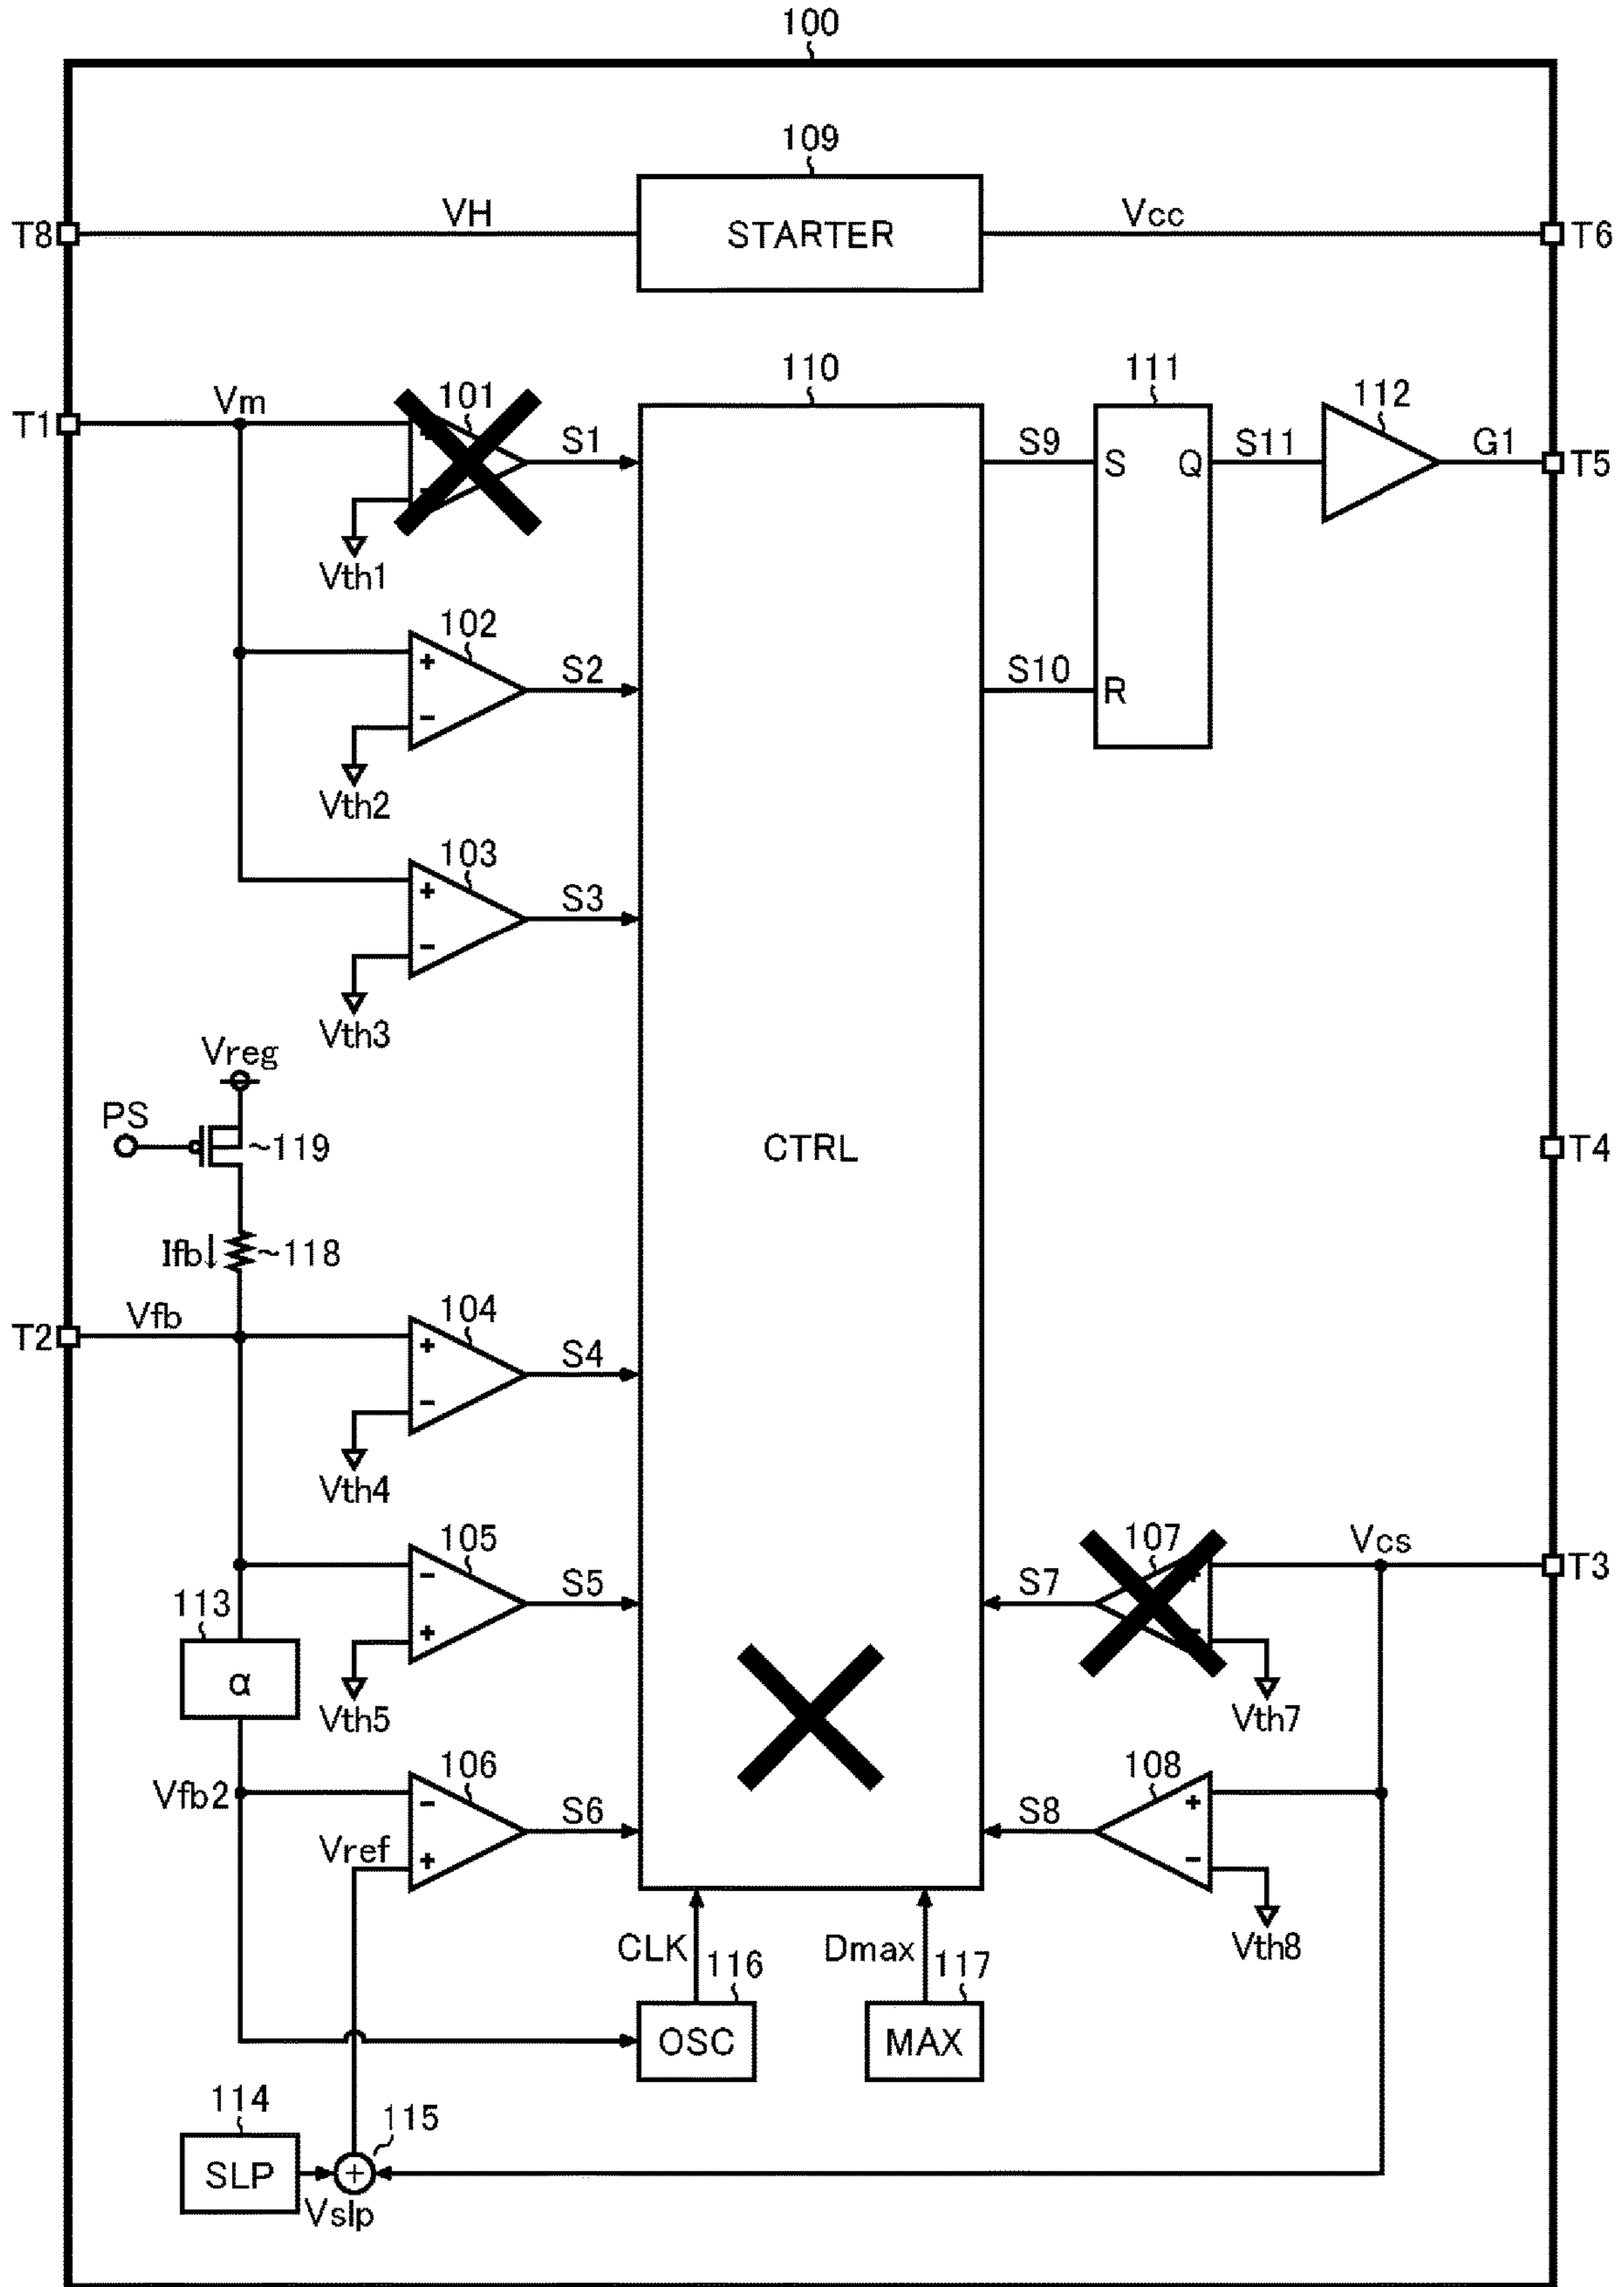 100
109
T8
VH
STARTER
Vcc
T6
T1
Vm
101
S1
110
S9
111
S
Q
S11
112
G1
T5
Vth1
102
+
-
S2
S10
R
Vth2
103
+
-
S3
Vth3
Vreg
PS
~119
CTRL
T4
Ifb↓
~118
T2
Vfb
104
+
-
S4
Vth4
105
-
+
S5
107
S7
Vcs
T3
113
α
Vth5
Vth7
106
-
+
S6
108
+
-
S8
Vfb2
Vref
Vth8
CLK
116
Dmax
117
OSC
MAX
114
115
SLP
+
Vslp